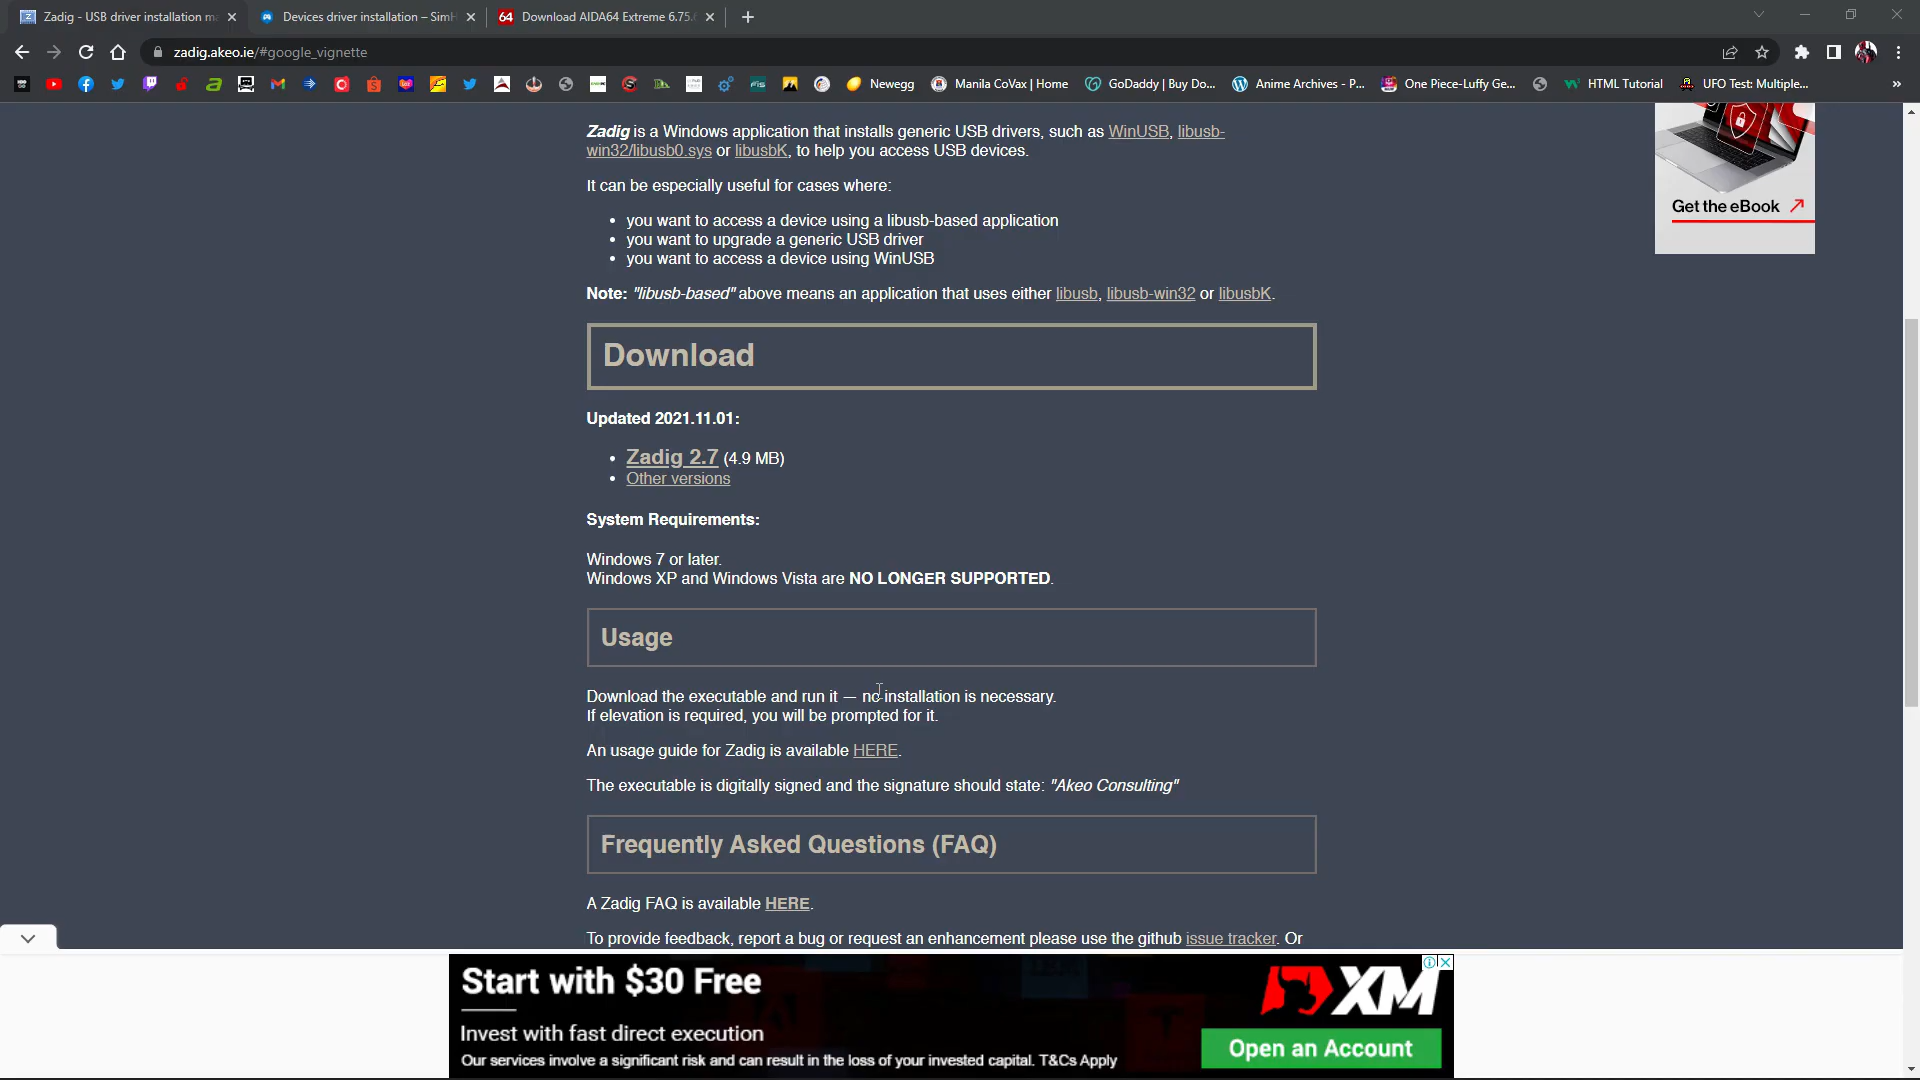 Zadig - USB driver installation ma
Devices driver installation – SimH
64 Download AIDA64 Extreme 6.75.6
zadig.akeo.ie/#google_vignette
Newegg
Manila CoVax | Home
GoDaddy | Buy Do...
Anime Archives - P...
One Piece-Luffy Ge...
HTML Tutorial
UFO Test: Multiple...
»
Zadig is a Windows application that installs generic USB drivers, such as WinUSB, libusb-
win32/libusb0.sys or libusbK, to help you access USB devices.
Get the eBook
It can be especially useful for cases where:
• you want to access a device using a libusb-based application
• you want to upgrade a generic USB driver
• you want to access a device using WinUSB
Note: "libusb-based" above means an application that uses either libusb, libusb-win32 or libusbK.
Download
Updated 2021.11.01:
• Zadig 2.7 (4.9 MB)
• Other versions
System Requirements:
Windows 7 or later.
Windows XP and Windows Vista are NO LONGER SUPPORTED.
Usage
Download the executable and run it — no installation is necessary.
If elevation is required, you will be prompted for it.
An usage guide for Zadig is available HERE.
The executable is digitally signed and the signature should state: "Akeo Consulting"
Frequently Asked Questions (FAQ)
A Zadig FAQ is available HERE.
To provide feedback, report a bug or request an enhancement please use the github issue tracker. Or
Start with $30 Free
XM
Invest with fast direct execution
Our services involve a significant risk and can result in the loss of your invested capital. T&Cs Apply
Open an Account